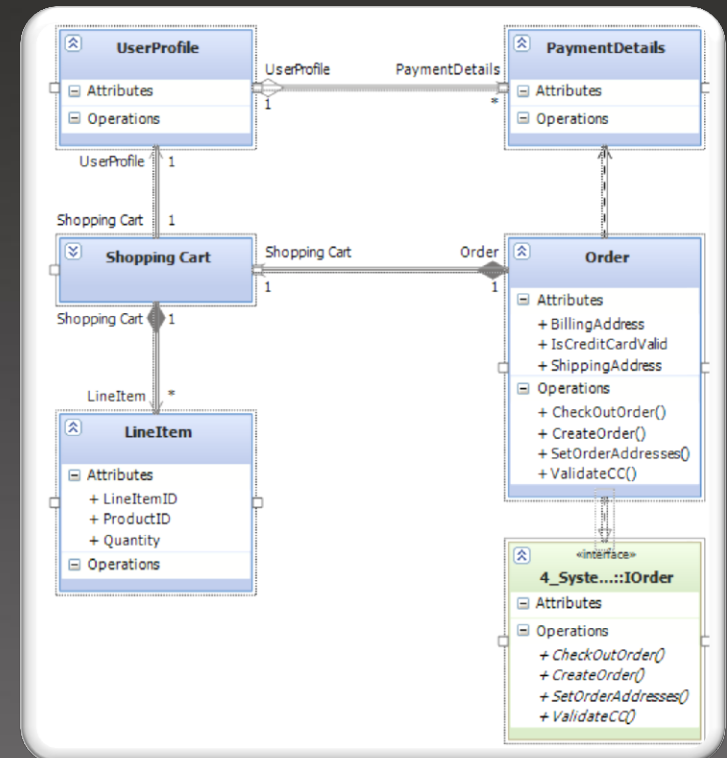 UserProfile
Attributes
Operations
UserProfile
PaymentDetails
1
*
PaymentDetails
Attributes
Operations
UserProfile
1
Shopping Cart
1
Shopping Cart
Shopping Cart
Order
1
1
Order
Attributes
+ BillingAddress
+ IsCreditCardValid
+ ShippingAddress
Operations
+ CheckOutOrder()
+ CreateOrder()
+ SetOrderAddresses()
+ ValidateCC()
Shopping Cart
1
LineItem
*
LineItem
Attributes
+ LineItemID
+ ProductID
+ Quantity
Operations
«interface»
4_Syste...::IOrder
Attributes
Operations
+ CheckOutOrder()
+ CreateOrder()
+ SetOrderAddresses()
+ ValidateCC()